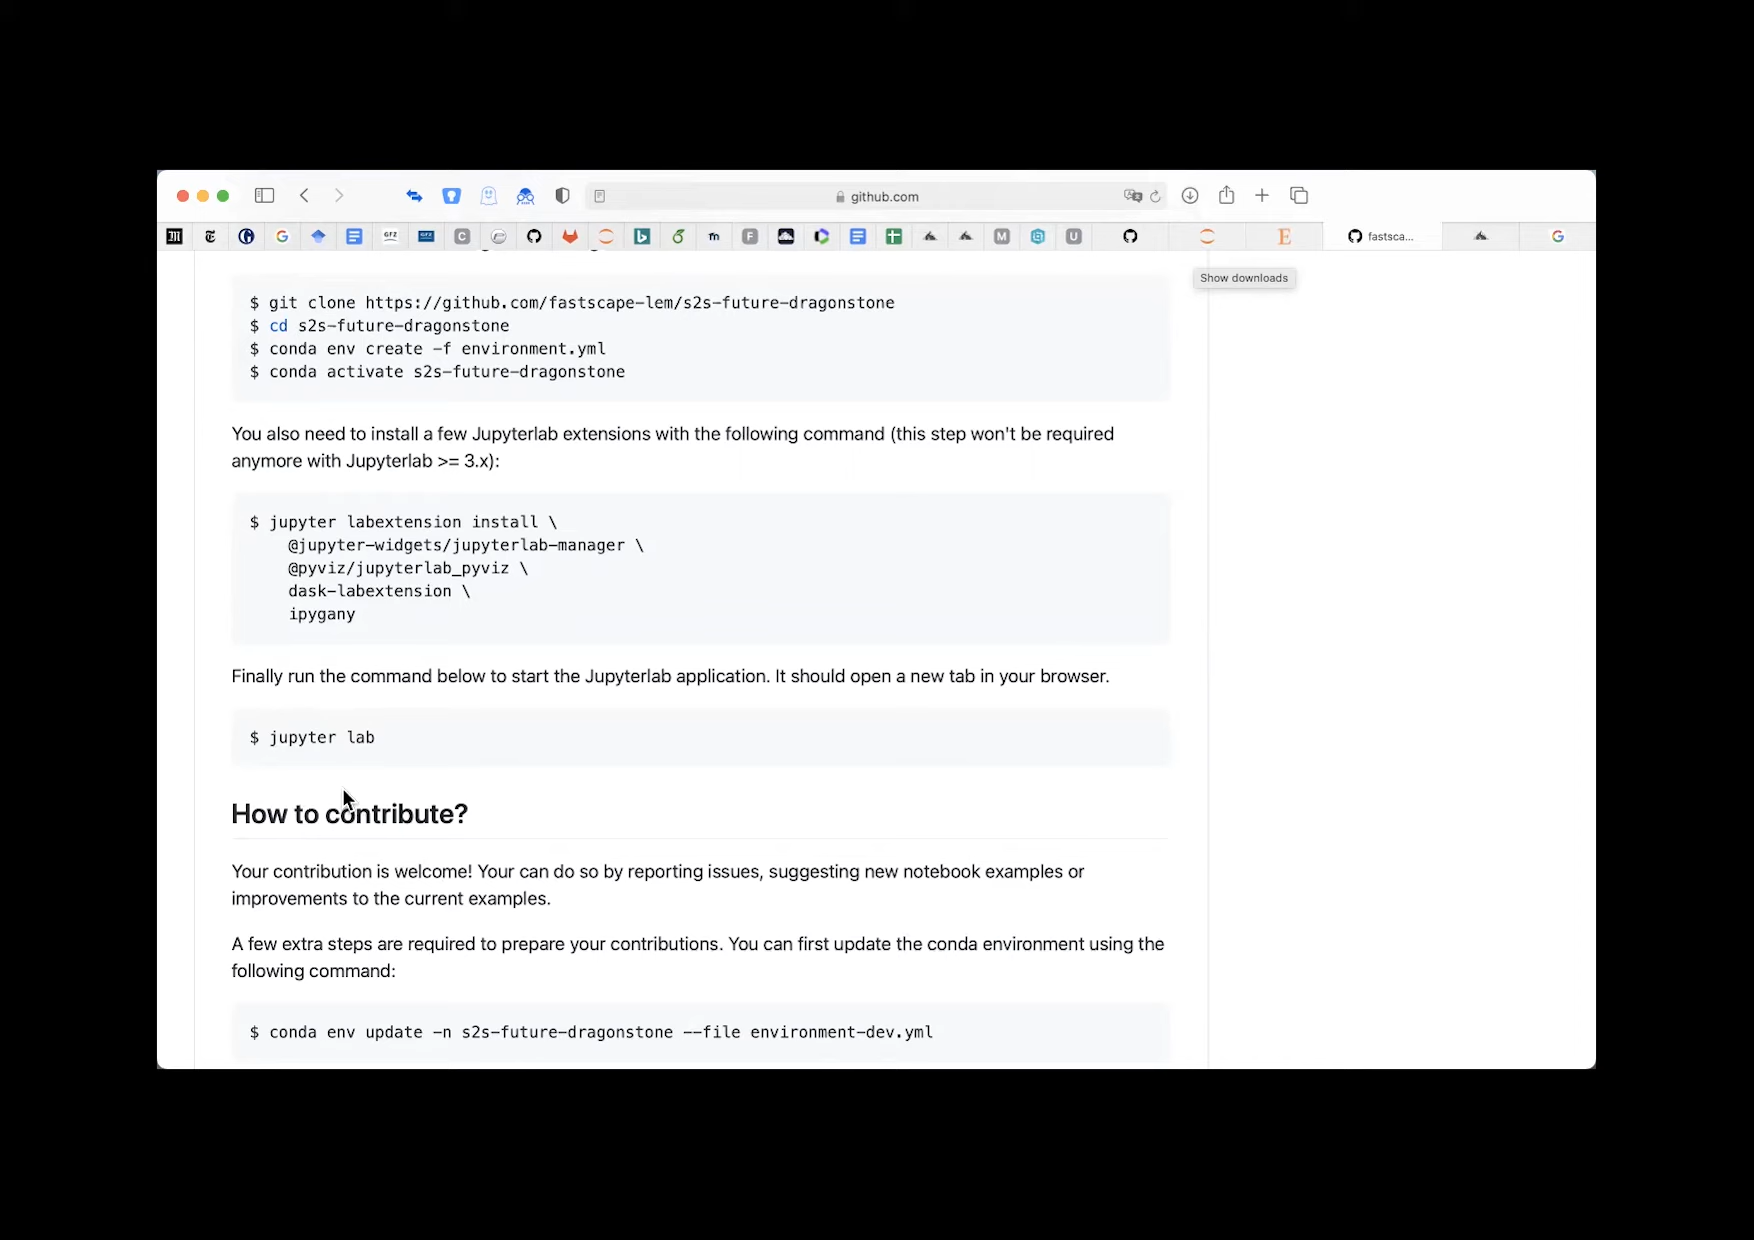 github.com
GFZ
C
m
F
M
U
E
fastsca...
G
Show downloads
$ git clone https://github.com/fastscape-lem/s2s-future-dragonstone
$ cd s2s-future-dragonstone
$ conda env create -f environment.yml
$ conda activate s2s-future-dragonstone
You also need to install a few Jupyterlab extensions with the following command (this step won't be required
anymore with Jupyterlab >= 3.x):
$ jupyter labextension install \
@jupyter-widgets/jupyterlab-manager \
@pyviz/jupyterlab_pyviz \
dask-labextension \
ipygany
Finally run the command below to start the Jupyterlab application. It should open a new tab in your browser.
$ jupyter lab
How to contribute?
Your contribution is welcome! Your can do so by reporting issues, suggesting new notebook examples or
improvements to the current examples.
A few extra steps are required to prepare your contributions. You can first update the conda environment using the
following command:
$ conda env update -n s2s-future-dragonstone --file environment-dev.yml